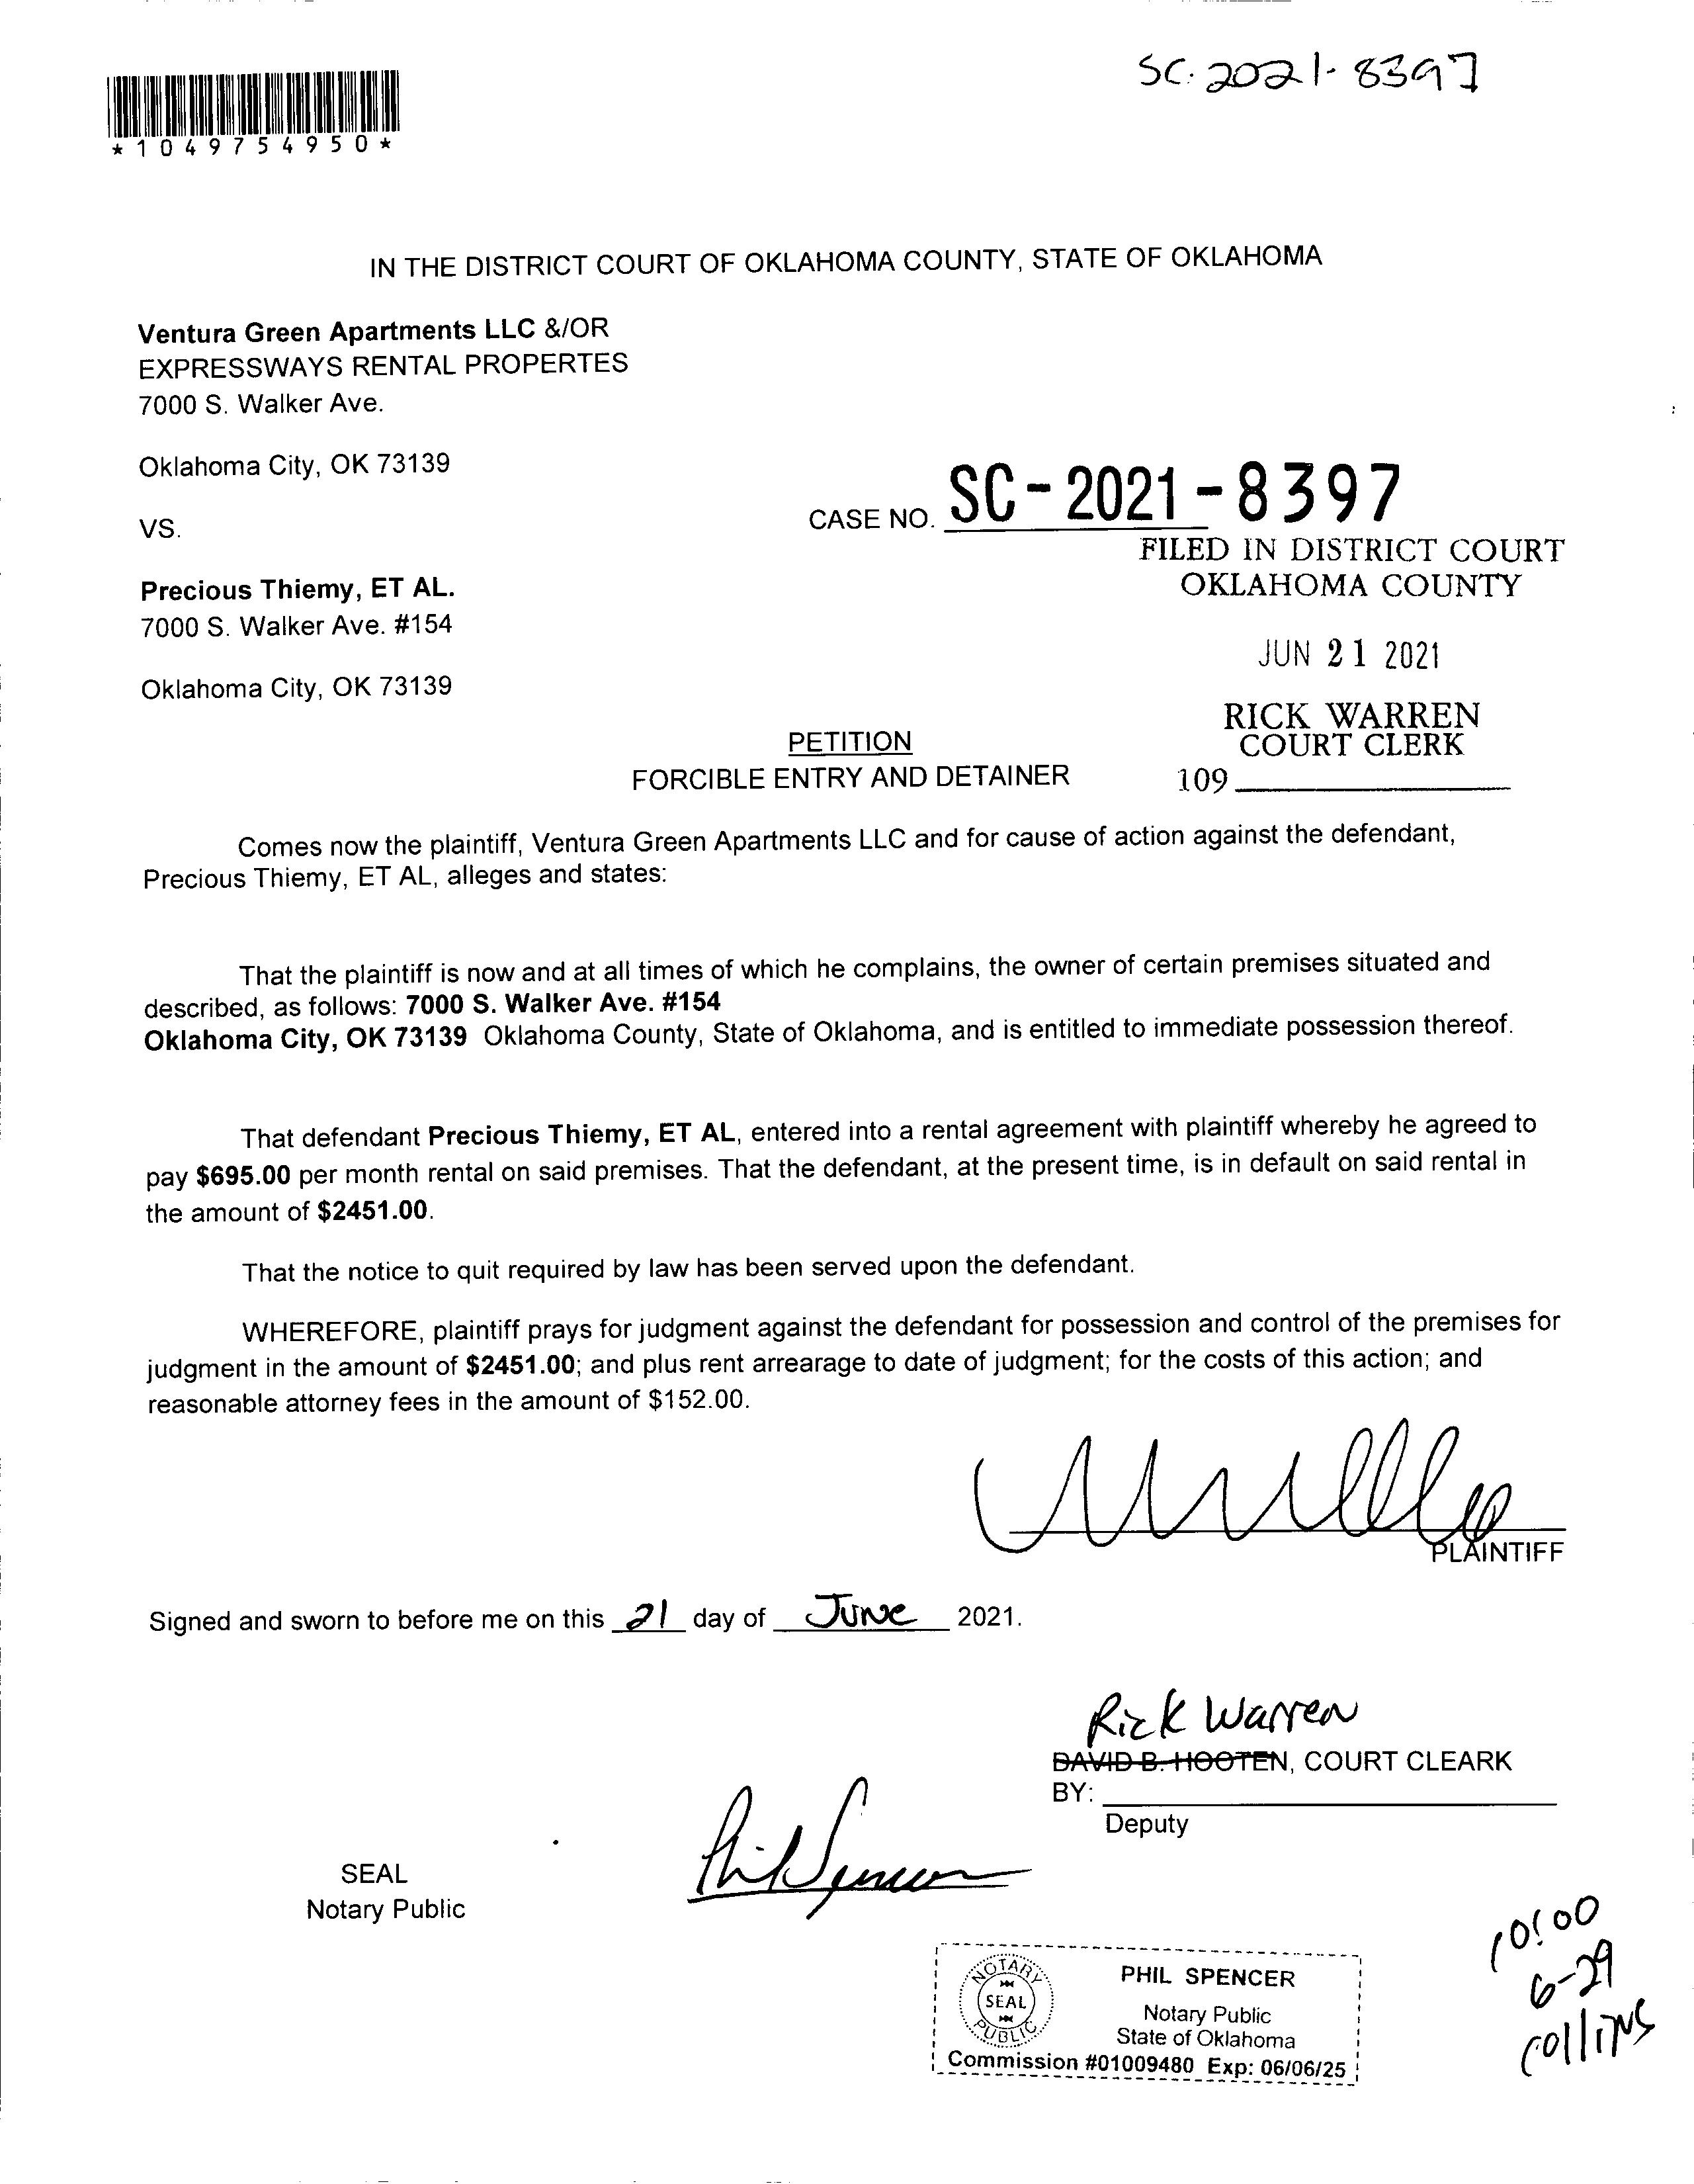 SC-2021-8397
*1049754950*
IN THE DISTRICT COURT OF OKLAHOMA COUNTY, STATE OF OKLAHOMA
Ventura Green Apartments LLC &/OR
EXPRESSWAYS RENTAL PROPERTES
7000 S. Walker Ave.
Oklahoma City, OK 73139
VS.
CASE NO. SC-2021-8397
FILED IN DISTRICT COURT
OKLAHOMA COUNTY
Precious Thiemy, ET AL.
7000 S. Walker Ave. #154
JUN 21 2021
Oklahoma City, OK 73139
RICK WARREN
COURT CLERK
109
PETITION
FORCIBLE ENTRY AND DETAINER
Comes now the plaintiff, Ventura Green Apartments LLC and for cause of action against the defendant,
Precious Thiemy, ET AL, alleges and states:
That the plaintiff is now and at all times of which he complains, the owner of certain premises situated and
described, as follows: 7000 S. Walker Ave. #154
Oklahoma City, OK 73139 Oklahoma County, State of Oklahoma, and is entitled to immediate possession thereof.
That defendant Precious Thiemy, ET AL, entered into a rental agreement with plaintiff whereby he agreed to
pay $695.00 per month rental on said premises. That the defendant, at the present time, is in default on said rental in
the amount of $2451.00.
That the notice to quit required by law has been served upon the defendant.
WHEREFORE, plaintiff prays for judgment against the defendant for possession and control of the premises for
judgment in the amount of $2451.00; and plus rent arrearage to date of judgment; for the costs of this action; and
reasonable attorney fees in the amount of $152.00.
PLAINTIFF
Signed and sworn to before me on this 21 day of June 2021.
Rick Warren
DAVID B. HOOTEN, COURT CLEARK
BY:
Deputy
Phil Spencer
SEAL
Notary Public
NOTARY
SEAL
PUBLIC
PHIL SPENCER
Notary Public
State of Oklahoma
Commission #01009480 Exp: 06/06/25
10:00
6-29
Collins